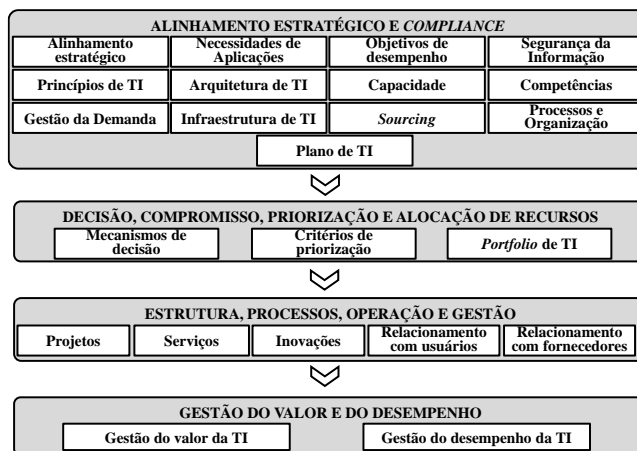 ALINHAMENTO ESTRATÉGICO E COMPLIANCE
Alinhamento
estratégico
Necessidades de
Aplicações
Objetivos de
desempenho
Segurança da
Informação
Princípios de TI
Arquitetura de TI
Capacidade
Competências
Gestão da Demanda
Infraestrutura de TI
Sourcing
Processos e
Organização
Plano de TI
DECISÃO, COMPROMISSO, PRIORIZAÇÃO E ALOCAÇÃO DE RECURSOS
Mecanismos de
decisão
Critérios de
priorização
Portfolio de TI
ESTRUTURA, PROCESSOS, OPERAÇÃO E GESTÃO
Projetos
Serviços
Inovações
Relacionamento
com usuários
Relacionamento
com fornecedores
GESTÃO DO VALOR E DO DESEMPENHO
Gestão do valor da TI
Gestão do desempenho da TI